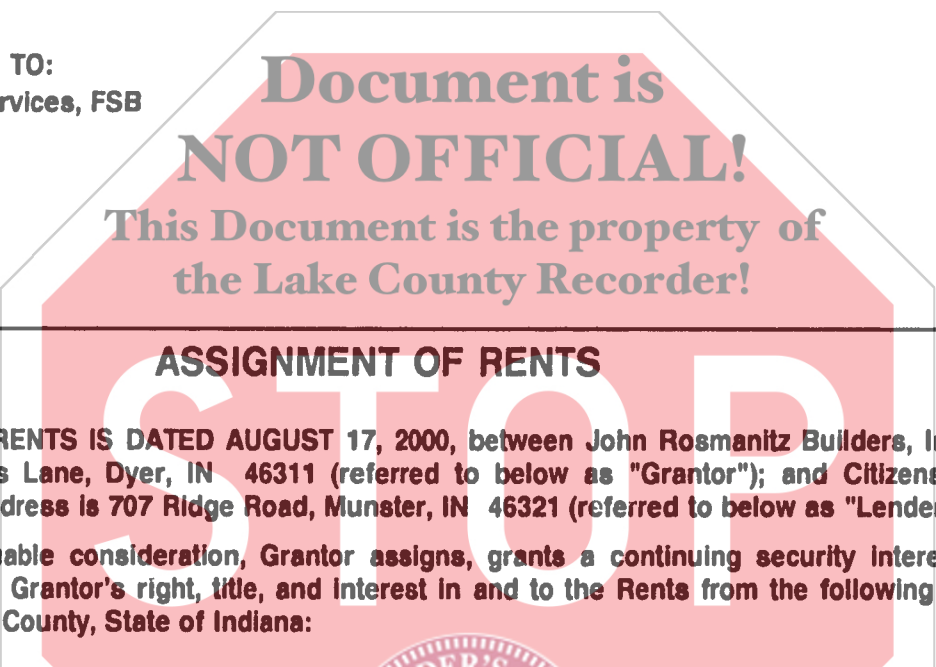 TO:
rvices, FSB
Document is
NOT OFFICIAL!
This Document is the property of
the Lake County Recorder!
ASSIGNMENT OF RENTS
STOP
RENTS IS DATED AUGUST 17, 2000, between John Rosmanitz Builders, I
s Lane, Dyer, IN 46311 (referred to below as "Grantor"); and Citizens
dress is 707 Ridge Road, Munster, IN 46321 (referred to below as "Lende
able consideration, Grantor assigns, grants a continuing security intere
Grantor's right, title, and interest in and to the Rents from the following
County, State of Indiana:
DER'S